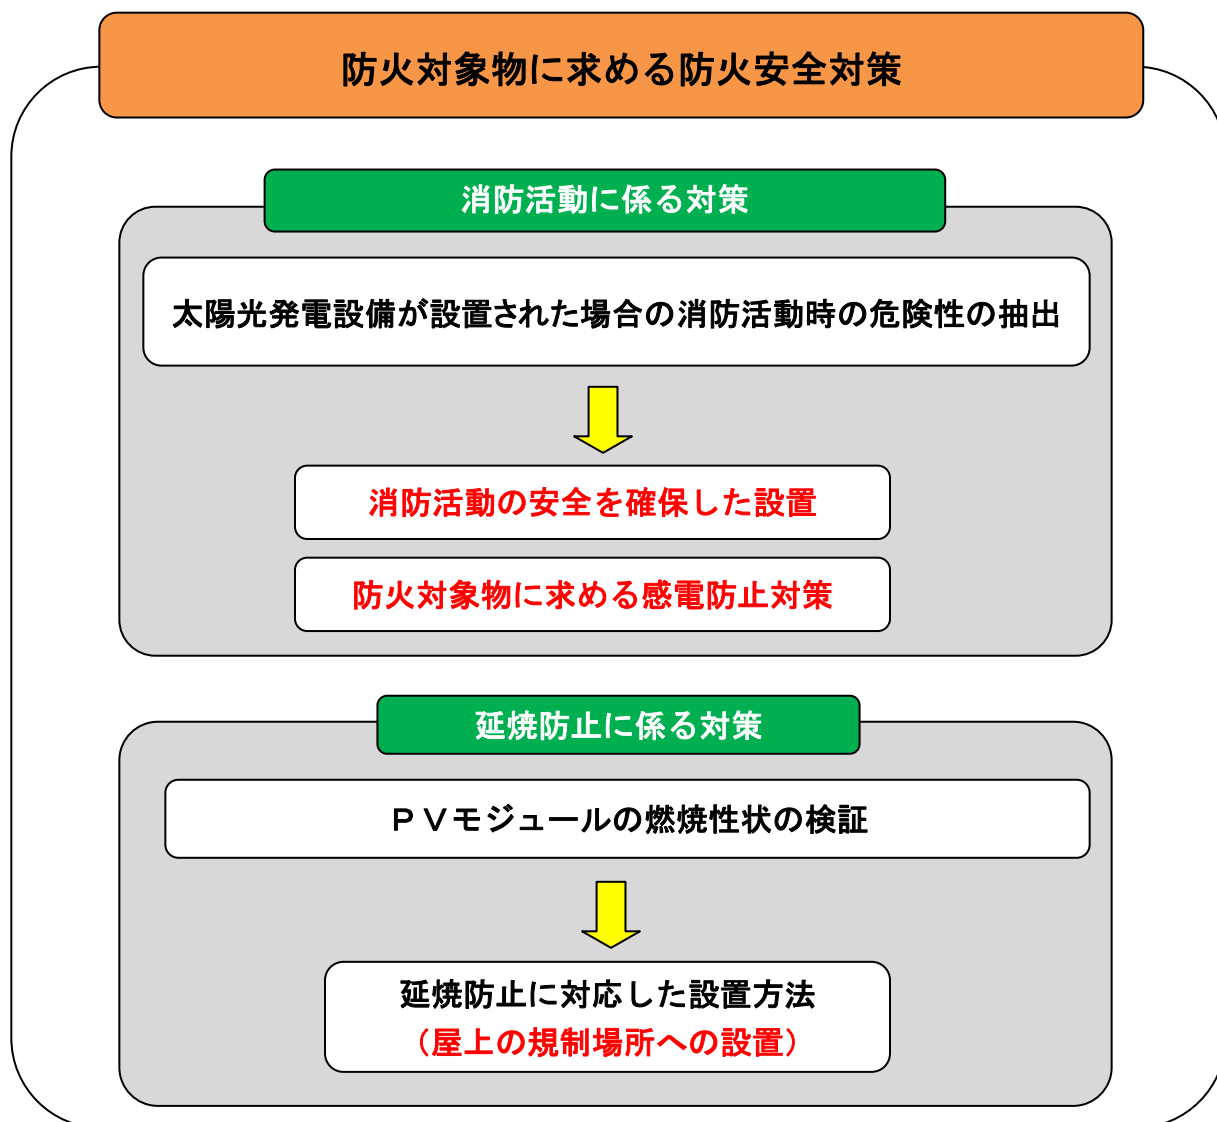 防火対象物に求める防火安全対策
消防活動に係る対策
太陽光発電設備が設置された場合の消防活動時の危険性の抽出
消防活動の安全を確保した設置
防火対象物に求める感電防止対策
延焼防止に係る対策
ＰＶモジュールの燃焼性状の検証
延焼防止に対応した設置方法
（屋上の規制場所への設置）